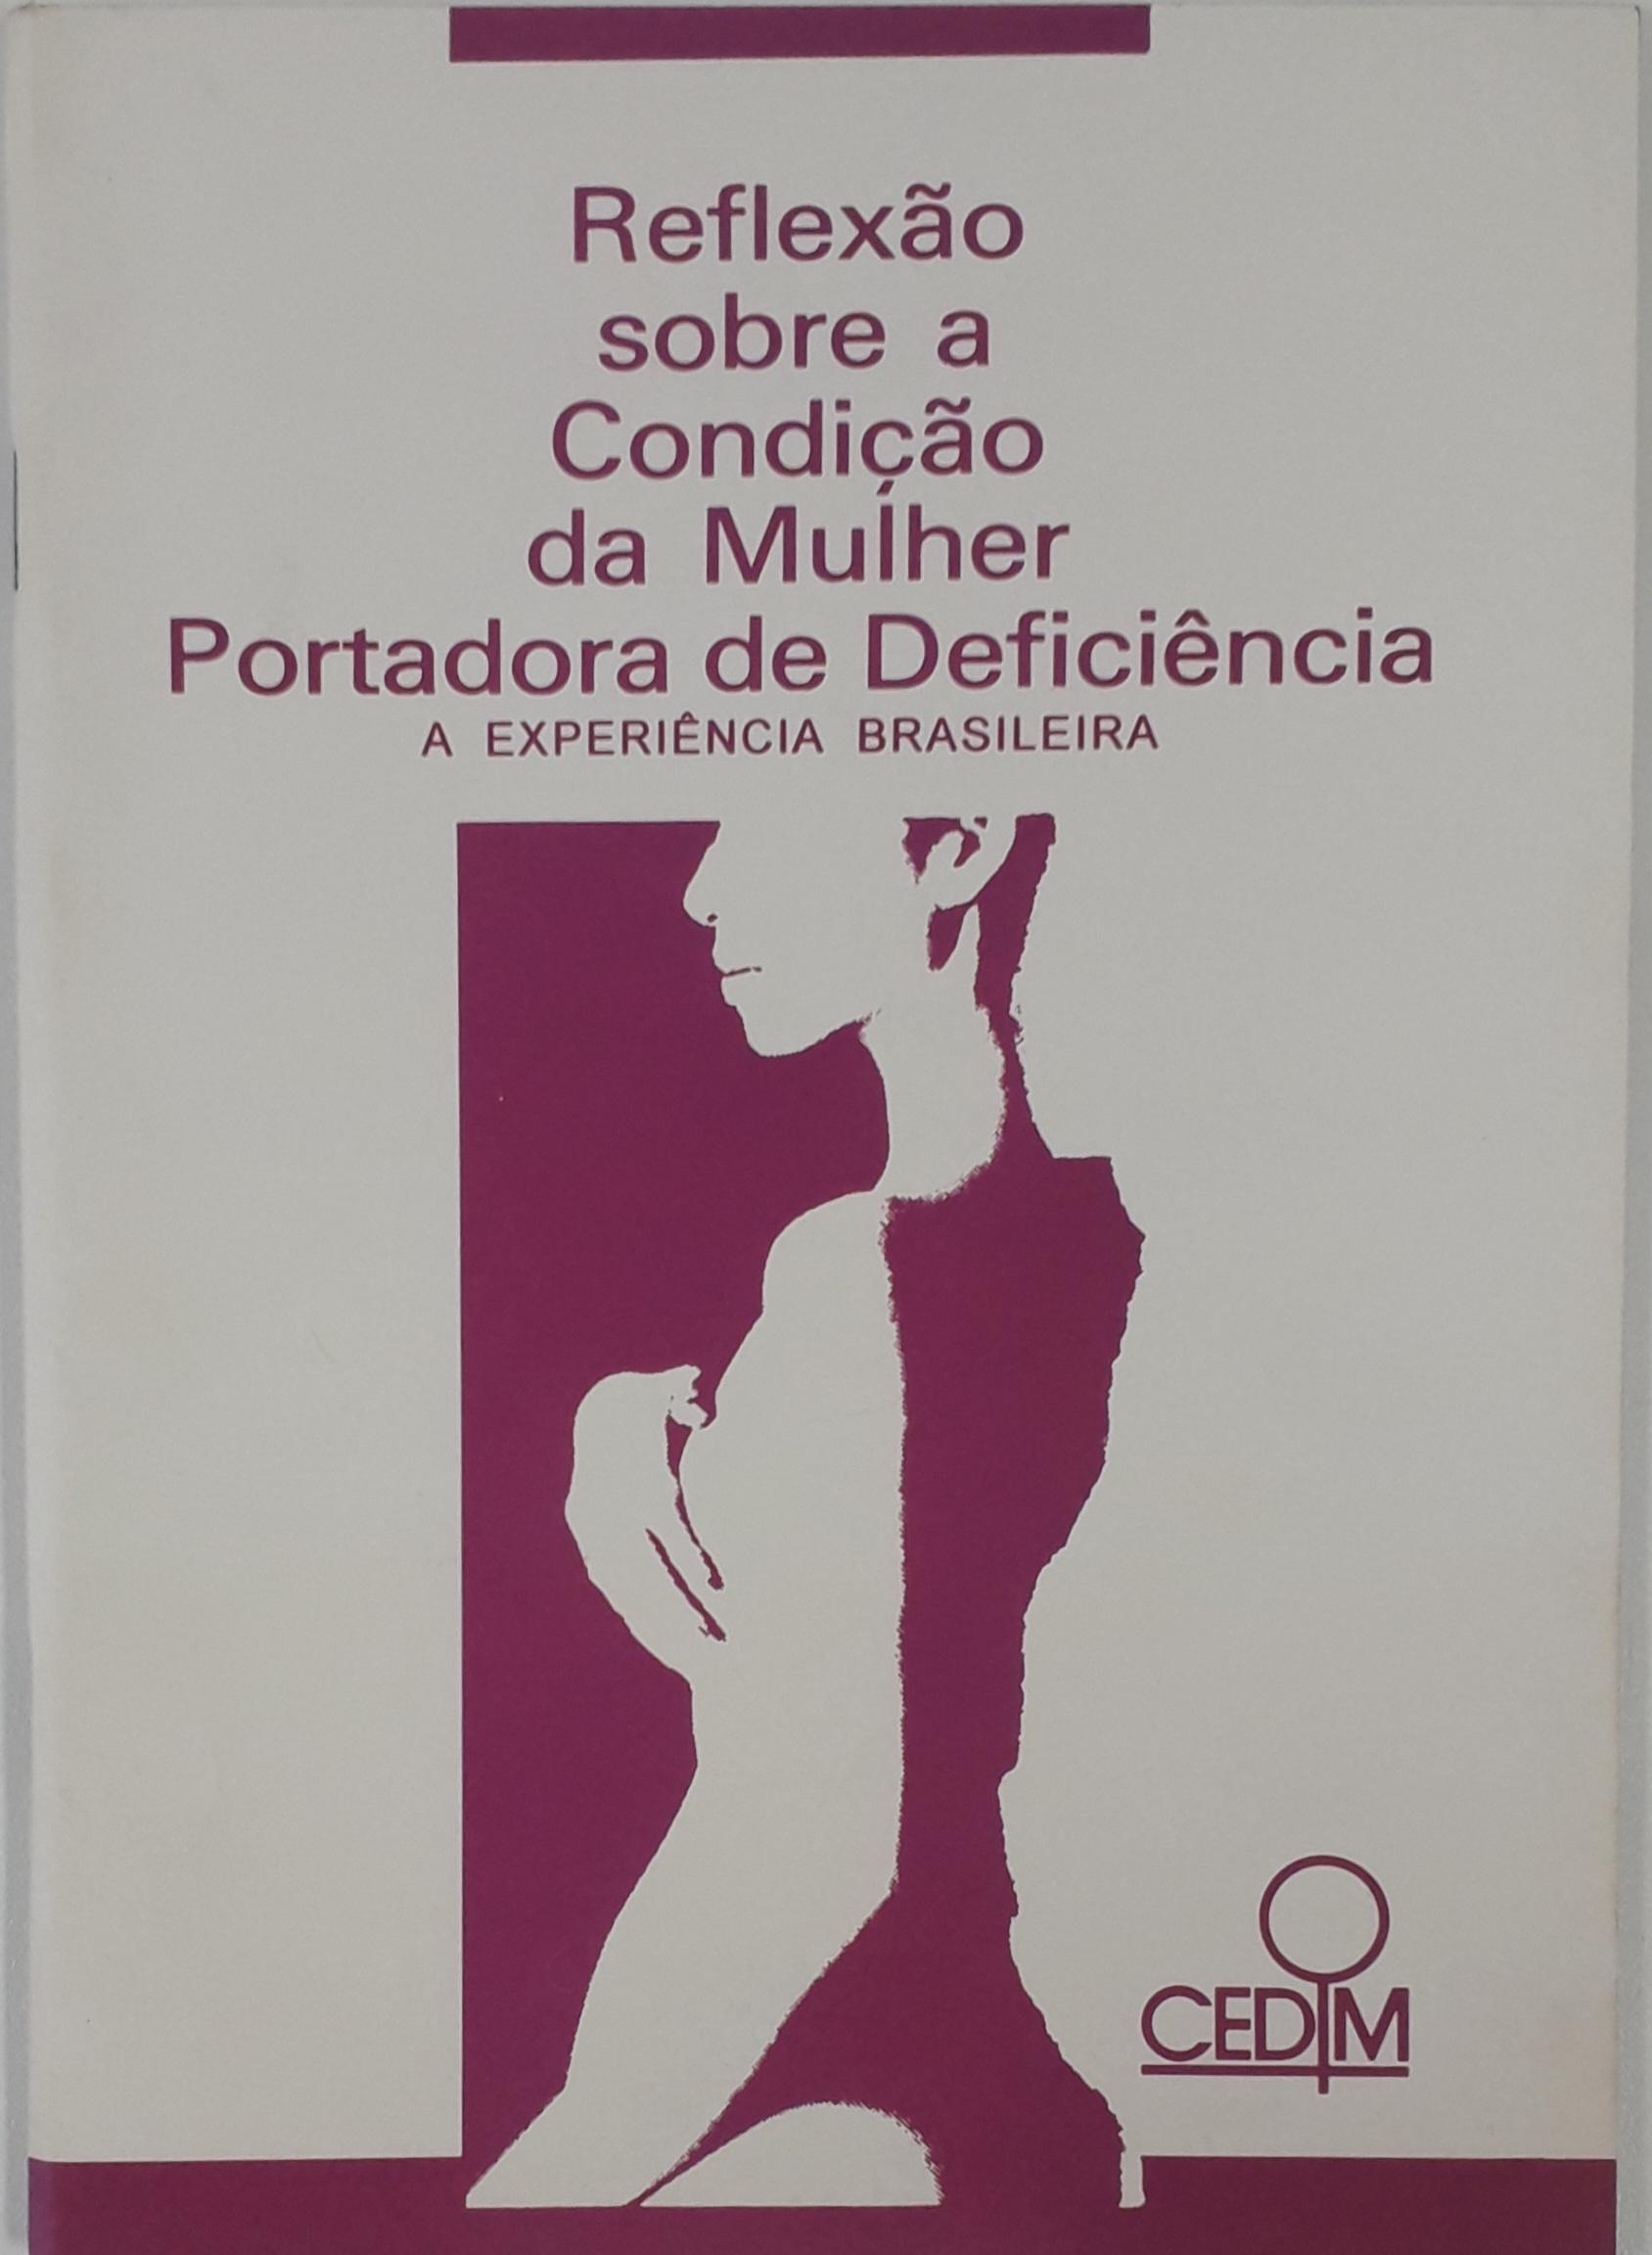 Reflexão
sobre a
Condição
da Mulher
Portadora de Deficiência
A EXPERIÊNCIA BRASILEIRA
CEDIM